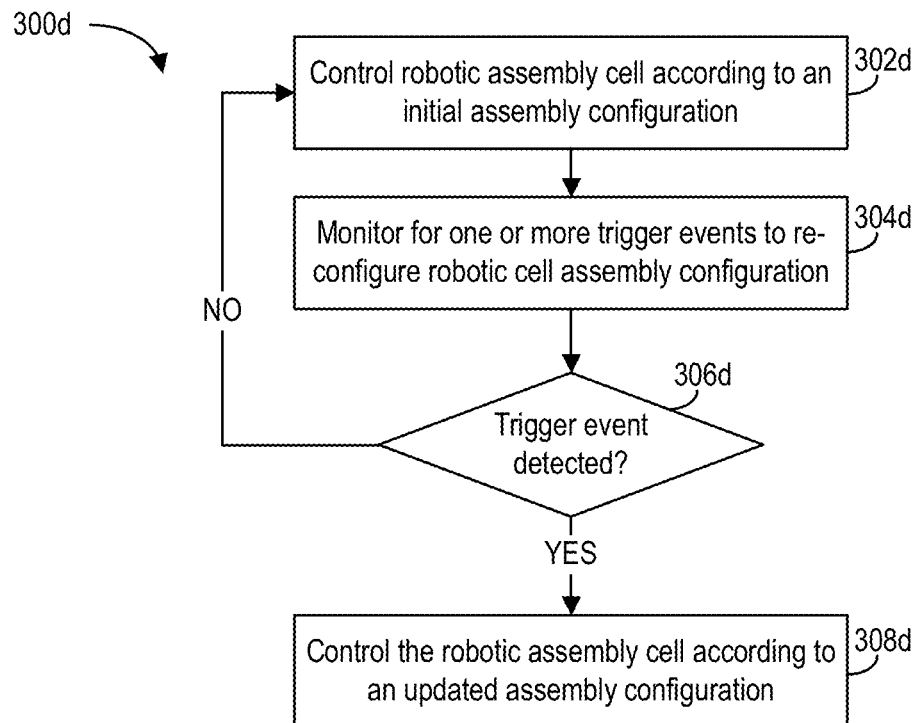 300d
Control robotic assembly cell according to an
initial assembly configuration
302d
Monitor for one or more trigger events to re-
configure robotic cell assembly configuration
304d
NO
306d
Trigger event
detected?
YES
Control the robotic assembly cell according to
an updated assembly configuration
308d